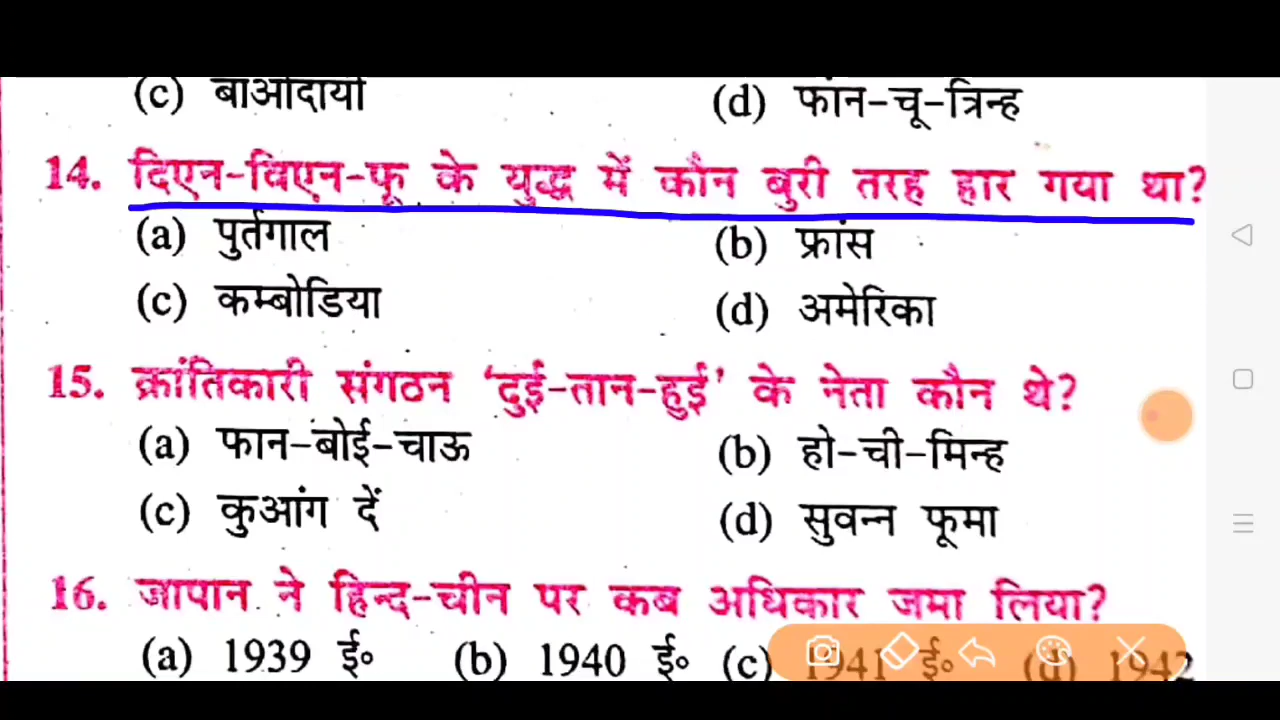 (c) बाओदायो (d) फान-चू-त्रिन्ह
14. दिएन-विएन-फू के युद्ध में कौन बुरी तरह हार गया था?
(a) पुर्तगाल (b) फ्रांस
(c) कम्बोडिया (d) अमेरिका
15. क्रांतिकारी संगठन ‘दुई-तान-हुई’ के नेता कौन थे?
(a) फान-बोई-चाऊ (b) हो-ची-मिन्ह
(c) कुआंग दें (d) सुवन्न फूमा
16. जापान ने हिन्द-चीन पर कब अधिकार जमा लिया?
(a) 1939 ई० (b) 1940 ई० (c) 1941 ई० (d) 1942